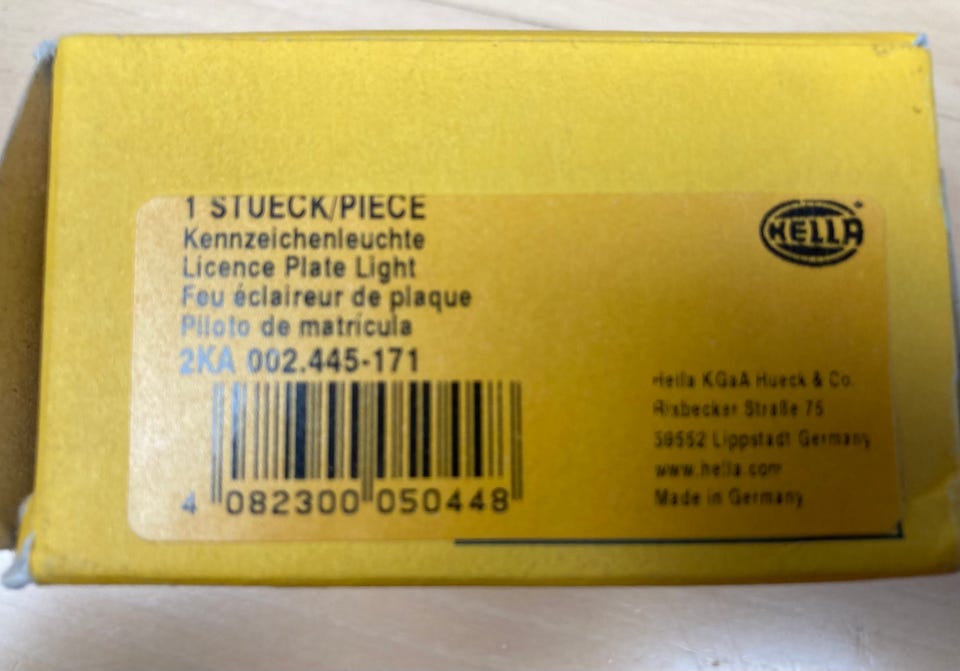 1 STUECK/PIECE
Kennzeichenleuchte
Licence Plate Light
Feu éclaireur de plaque
Piloto de matrícula
2KA 002.445-171
4 082300 050448
HELLA
Hella KGaA Hueck & Co.
Rixbecker Straße 75
59552 Lippstadt Germany
www.hella.com
Made in Germany